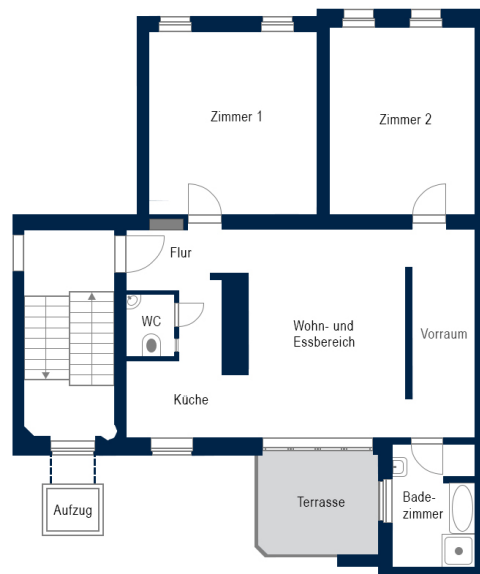 Zimmer 1
Zimmer 2
Flur
WC
Wohn- und
Essbereich
Vorraum
Küche
Aufzug
Terrasse
Bade-
zimmer